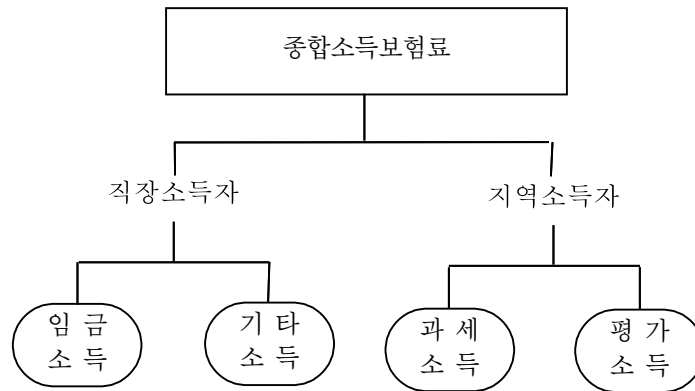 종합소득보험료
직장소득자
지역소득자
임 금
소 득
기 타
소 득
과 세
소 득
평 가
소 득